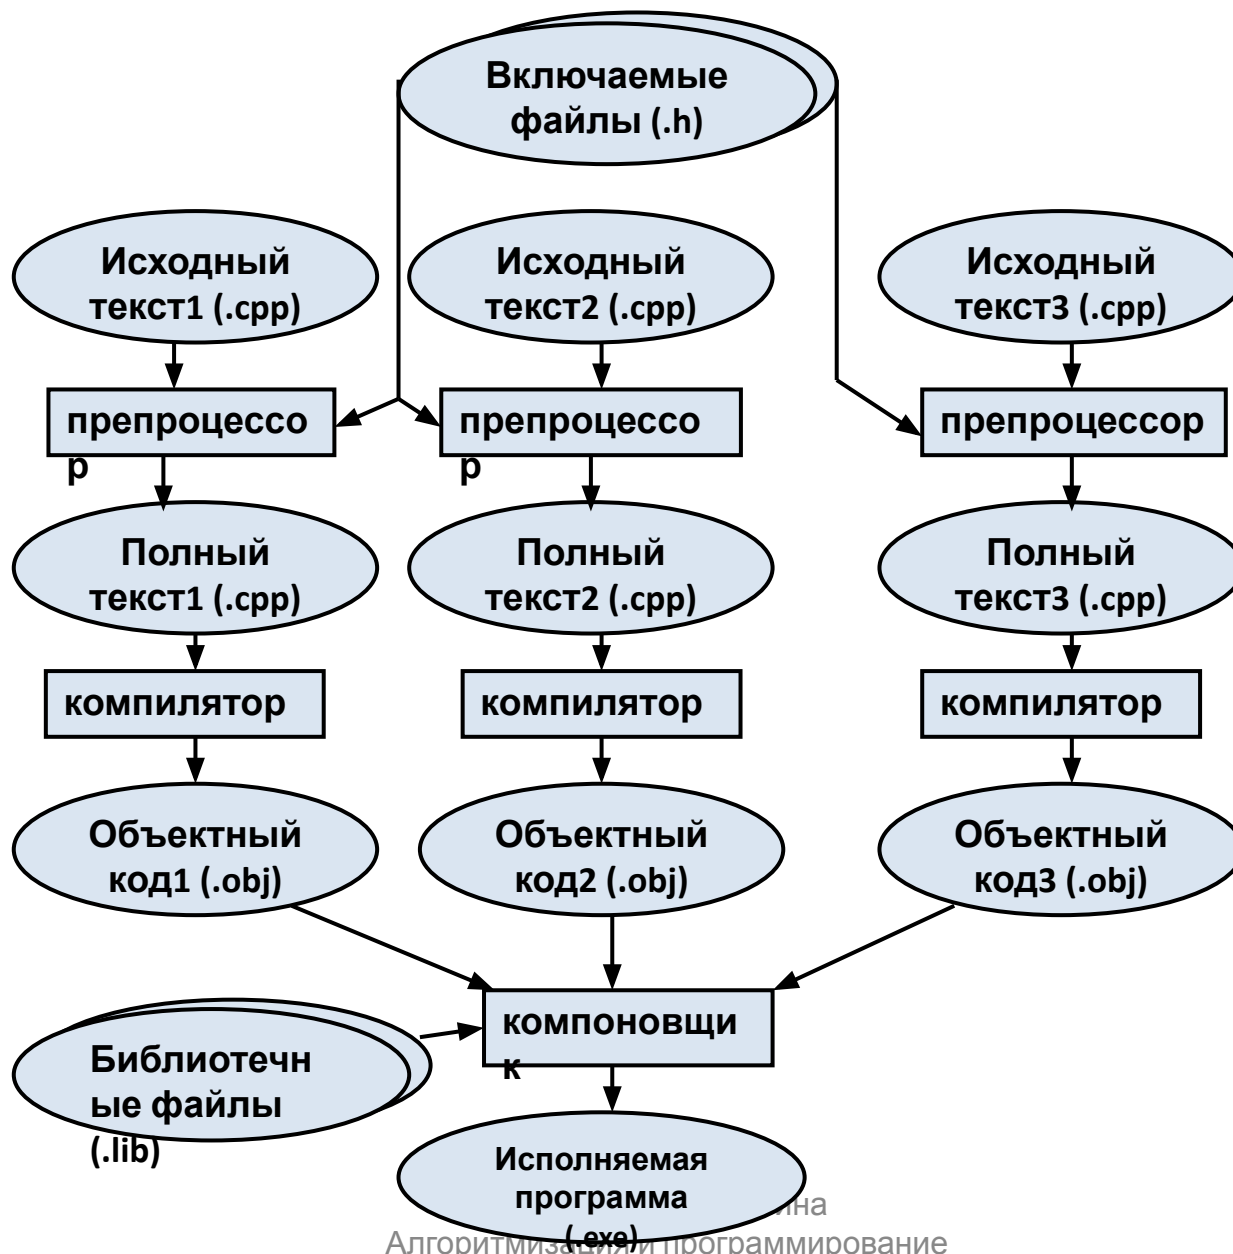 Включаемые
файлы (.h)
Исходный
текст1 (.cpp)
Исходный
текст2 (.cpp)
Исходный
текст3 (.cpp)
препроцессо
р
препроцессо
р
препроцессор
Полный
текст1 (.cpp)
Полный
текст2 (.cpp)
Полный
текст3 (.cpp)
компилятор
компилятор
компилятор
Объектный
код1 (.obj)
Объектный
код2 (.obj)
Объектный
код3 (.obj)
компоновщи
к
Библиотечн
ые файлы
(.lib)
Исполняемая
программа
(.exe)
Алгоритмизация и программирование